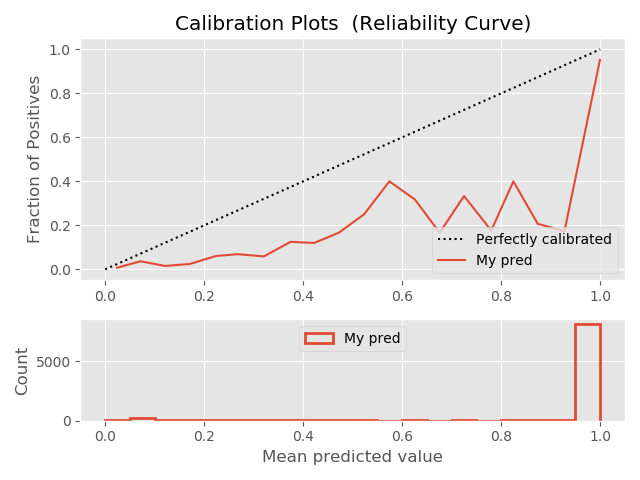 Calibration Plots  (Reliability Curve)
Fraction of Positives
1.0
0.8
0.6
0.4
0.2
0.0
Perfectly calibrated
My pred
0.0 0.2 0.4 0.6 0.8 1.0
Count
5000
0
My pred
0.0 0.2 0.4 0.6 0.8 1.0
Mean predicted value